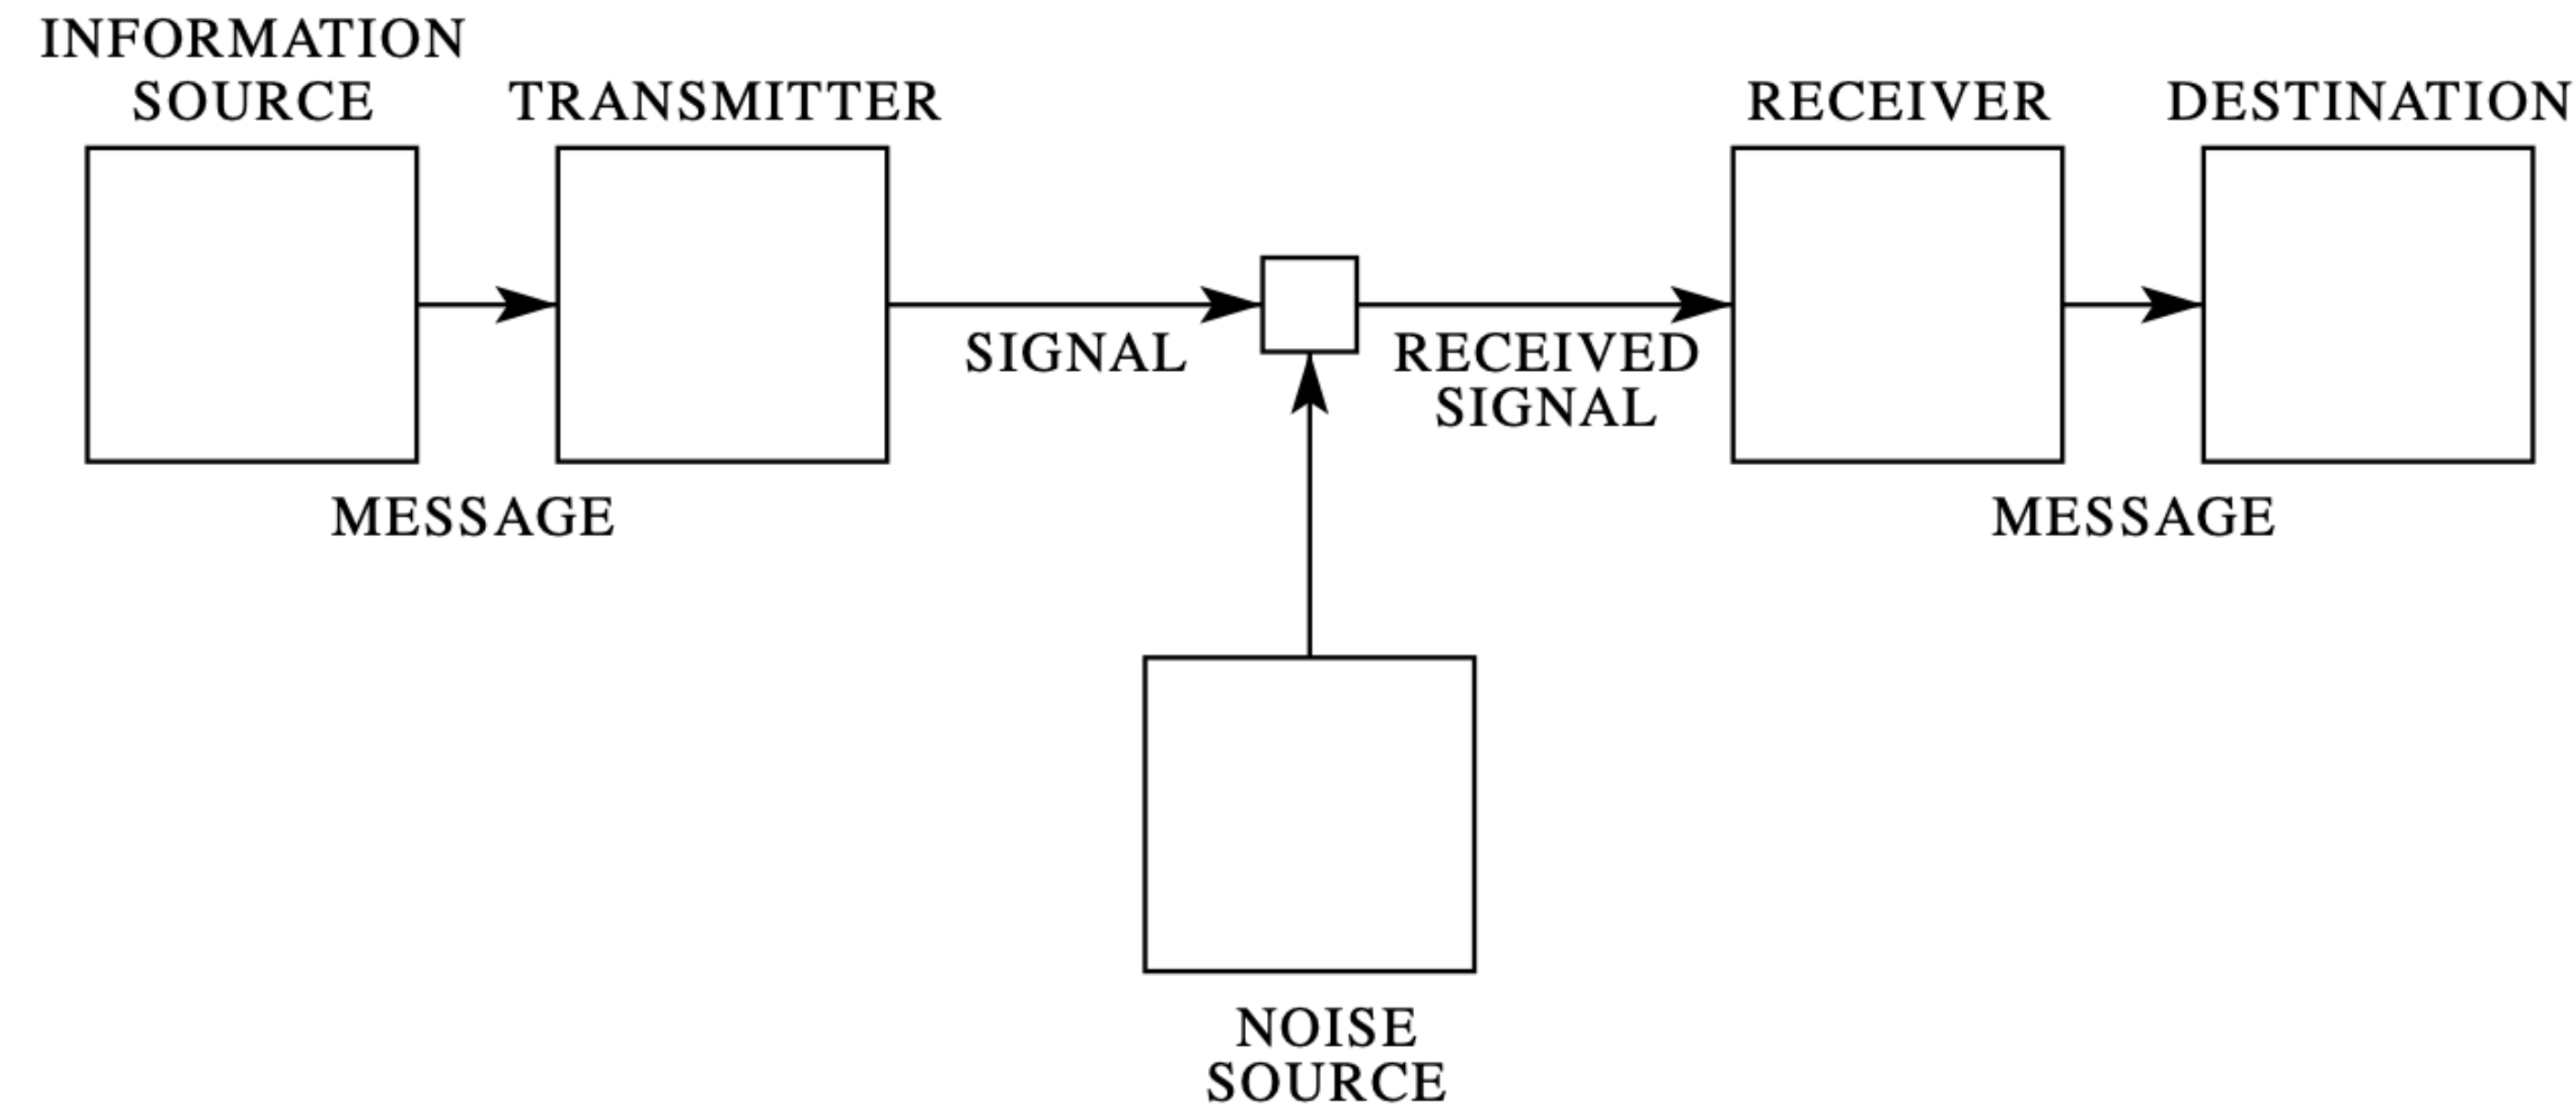 INFORMATION
SOURCE
TRANSMITTER
RECEIVER
DESTINATION
SIGNAL
RECEIVED
SIGNAL
MESSAGE
MESSAGE
NOISE
SOURCE